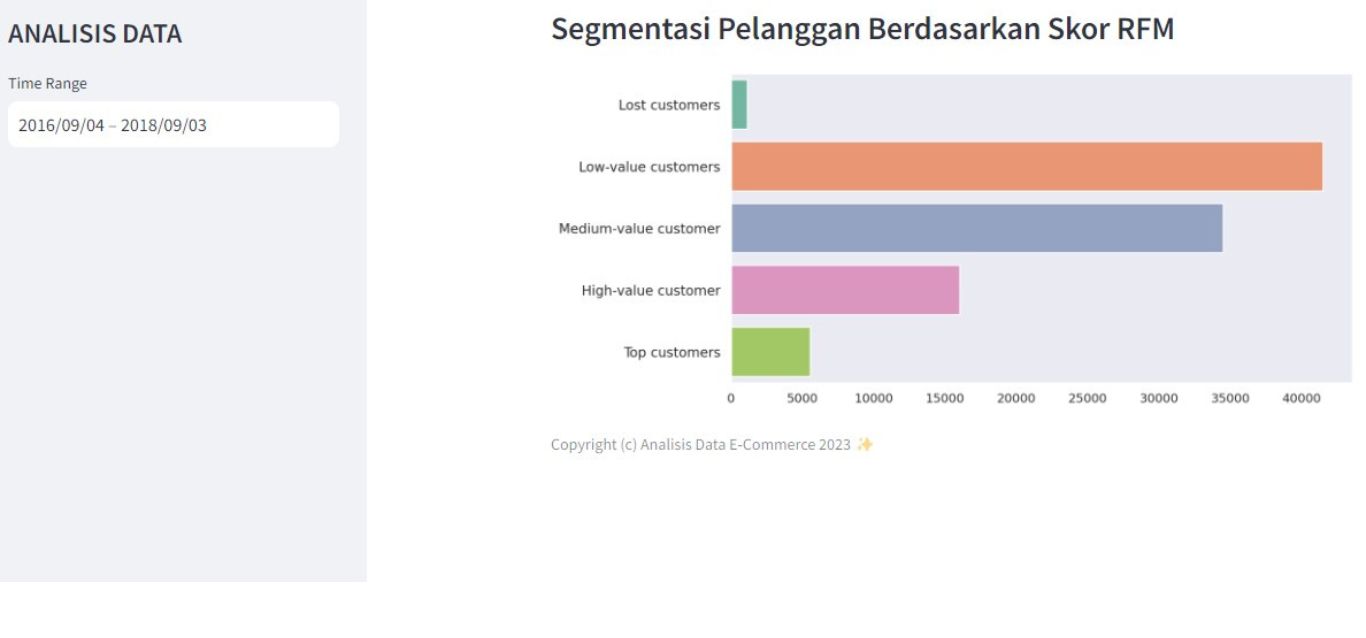 ANALISIS DATA
Time Range
2016/09/04 – 2018/09/03
Segmentasi Pelanggan Berdasarkan Skor RFM
Lost customers
Low-value customers
Medium-value customer
High-value customer
Top customers
0 5000 10000 15000 20000 25000 30000 35000 40000
Copyright (c) Analisis Data E-Commerce 2023 ✨